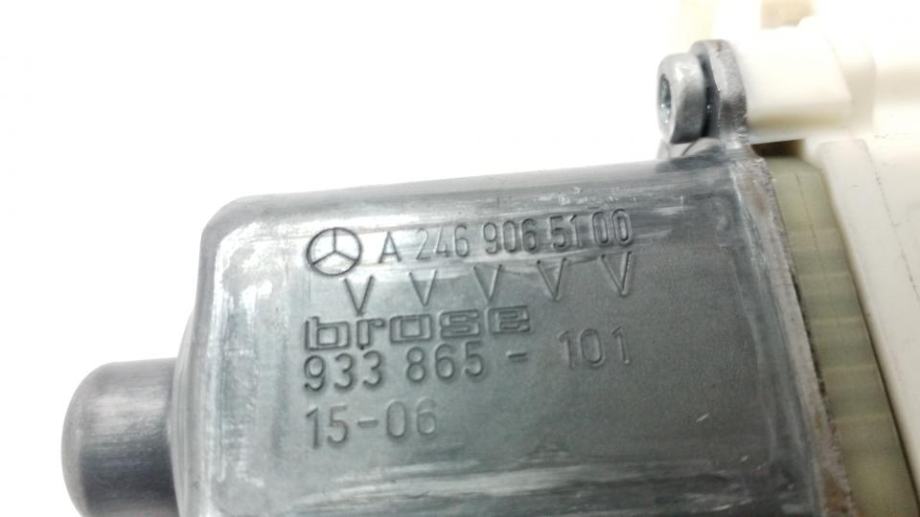 A 246 906 51 00
V V V V V
brose
933 865 - 101
15-06